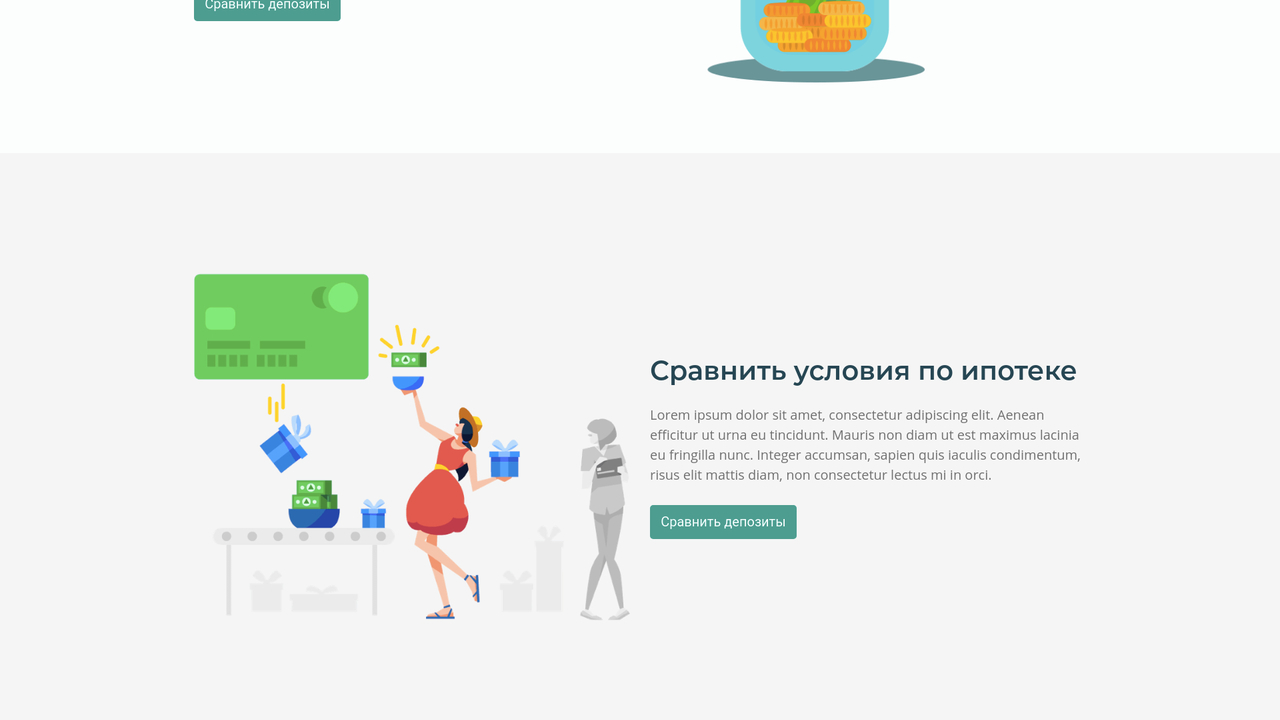 Сравнить депозиты
Сравнить условия по ипотеке
Lorem ipsum dolor sit amet, consectetur adipiscing elit. Aenean
efficitur ut urna eu tincidunt. Mauris non diam ut est maximus lacinia
eu fringilla nunc. Integer accumsan, sapien quis iaculis condimentum,
risus elit mattis diam, non consectetur lectus mi in orci.
Сравнить депозиты